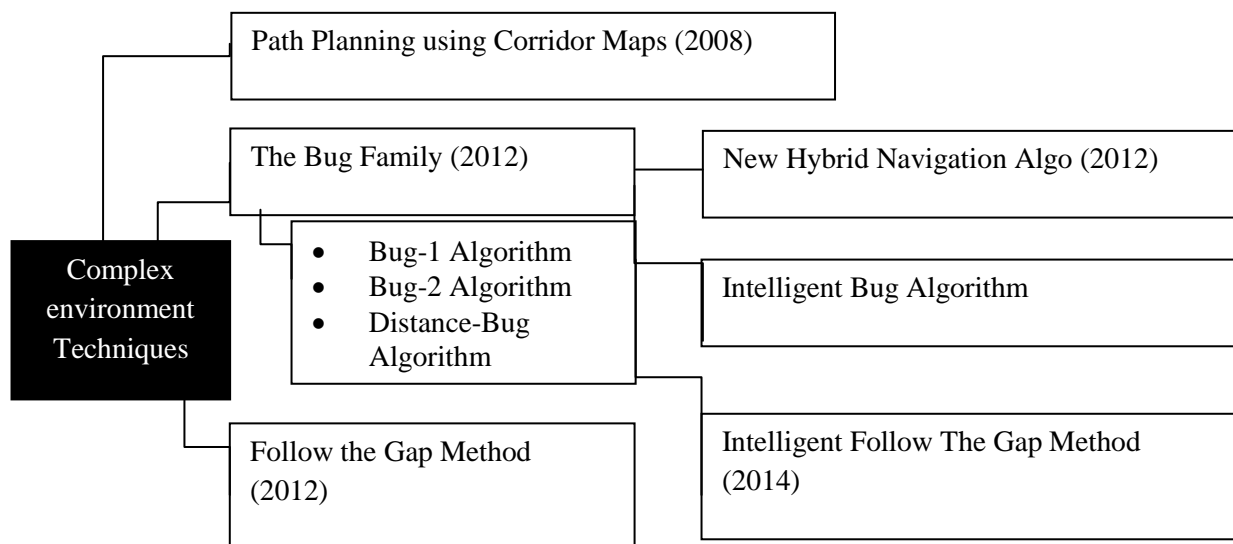 Path Planning using Corridor Maps (2008)
The Bug Family (2012)
New Hybrid Navigation Algo (2012)
• Bug-1 Algorithm
• Bug-2 Algorithm
• Distance-Bug
Algorithm
Complex
environment
Techniques
Intelligent Bug Algorithm
Follow the Gap Method
(2012)
Intelligent Follow The Gap Method
(2014)